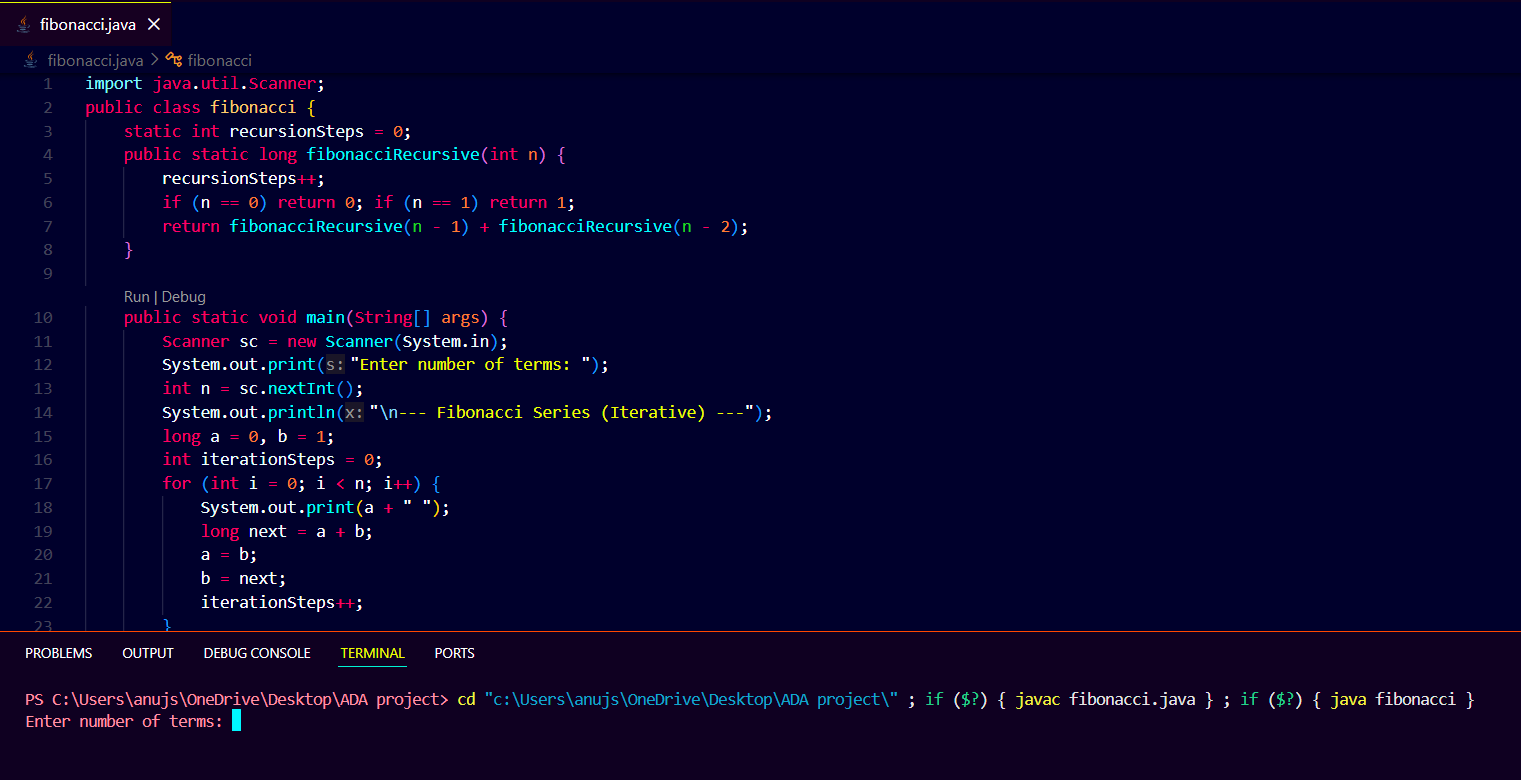 fibonacci.java
fibonacci.java > fibonacci
1 import java.util.Scanner;
2 public class fibonacci {
3 static int recursionSteps = 0;
4 public static long fibonacciRecursive(int n) {
5 recursionSteps++;
6 if (n == 0) return 0; if (n == 1) return 1;
7 return fibonacciRecursive(n - 1) + fibonacciRecursive(n - 2);
8 }
9
Run | Debug
10 public static void main(String[] args) {
11 Scanner sc = new Scanner(System.in);
12 System.out.print(s: "Enter number of terms: ");
13 int n = sc.nextInt();
14 System.out.println(x: "\n--- Fibonacci Series (Iterative) ---");
15 long a = 0, b = 1;
16 int iterationSteps = 0;
17 for (int i = 0; i < n; i++) {
18 System.out.print(a + " ");
19 long next = a + b;
20 a = b;
21 b = next;
22 iterationSteps++;
23 }
PROBLEMS OUTPUT DEBUG CONSOLE TERMINAL PORTS
PS C:\Users\anujs\OneDrive\Desktop\ADA project> cd "c:\Users\anujs\OneDrive\Desktop\ADA project\" ; if ($?) { javac fibonacci.java } ; if ($?) { java fibonacci }
Enter number of terms: